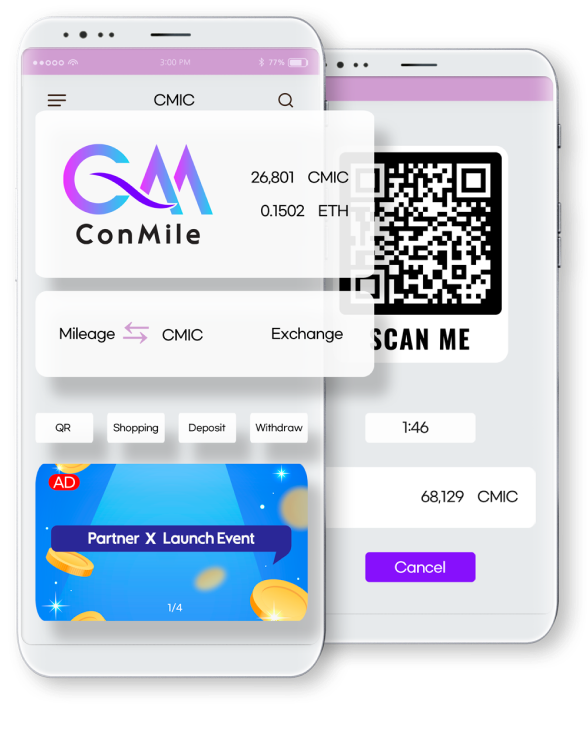 3:00 PM
77%
CMIC
CM
ConMile
26,801 CMIC
0.1502 ETH
Mileage CMIC
Exchange
QR
Shopping
Deposit
Withdraw
AD
Partner X Launch Event
1/4
SCAN ME
1:46
68,129 CMIC
Cancel